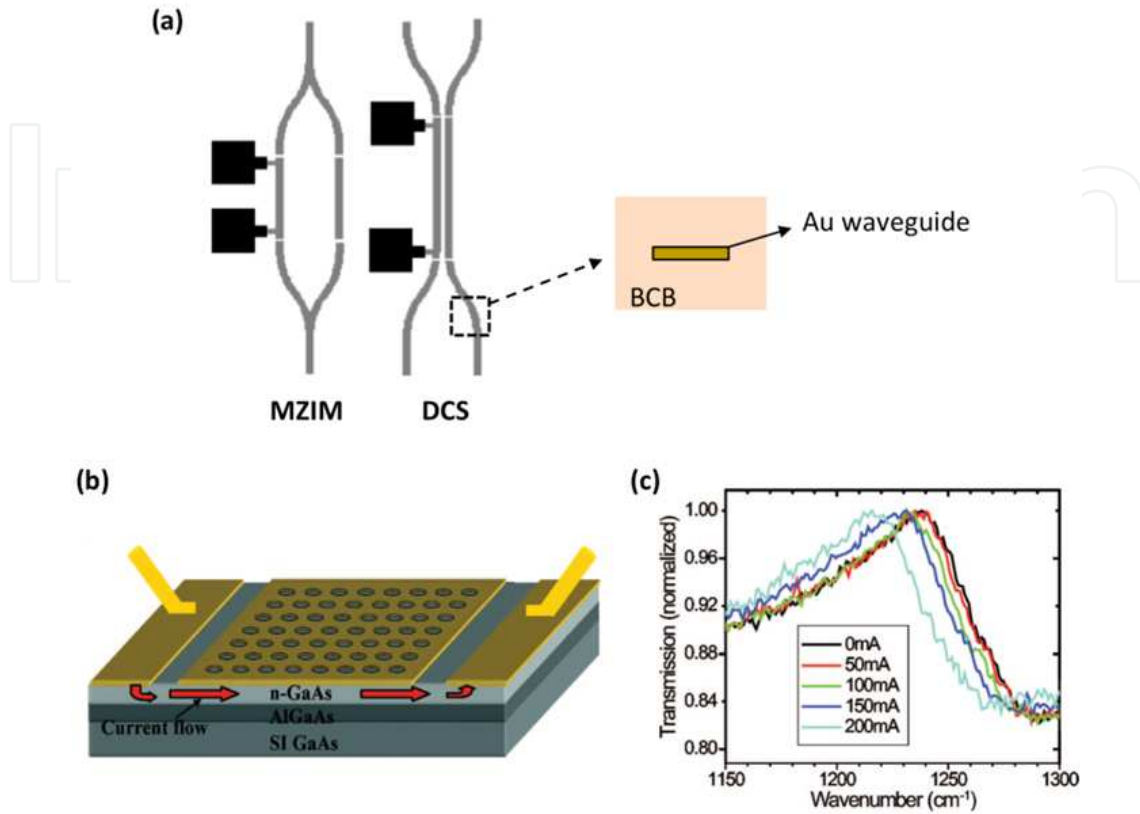 (a)
MZIM
DCS
Au waveguide
BCB
(b)
n-GaAs
Current flow
AlGaAs
SI GaAs
(c)
Transmission (normalized)
1.00
0.96
0.92
0.88
0.84
0.80
0mA
50mA
100mA
150mA
200mA
1150
1200
1250
1300
Wavenumber (cm⁻¹)